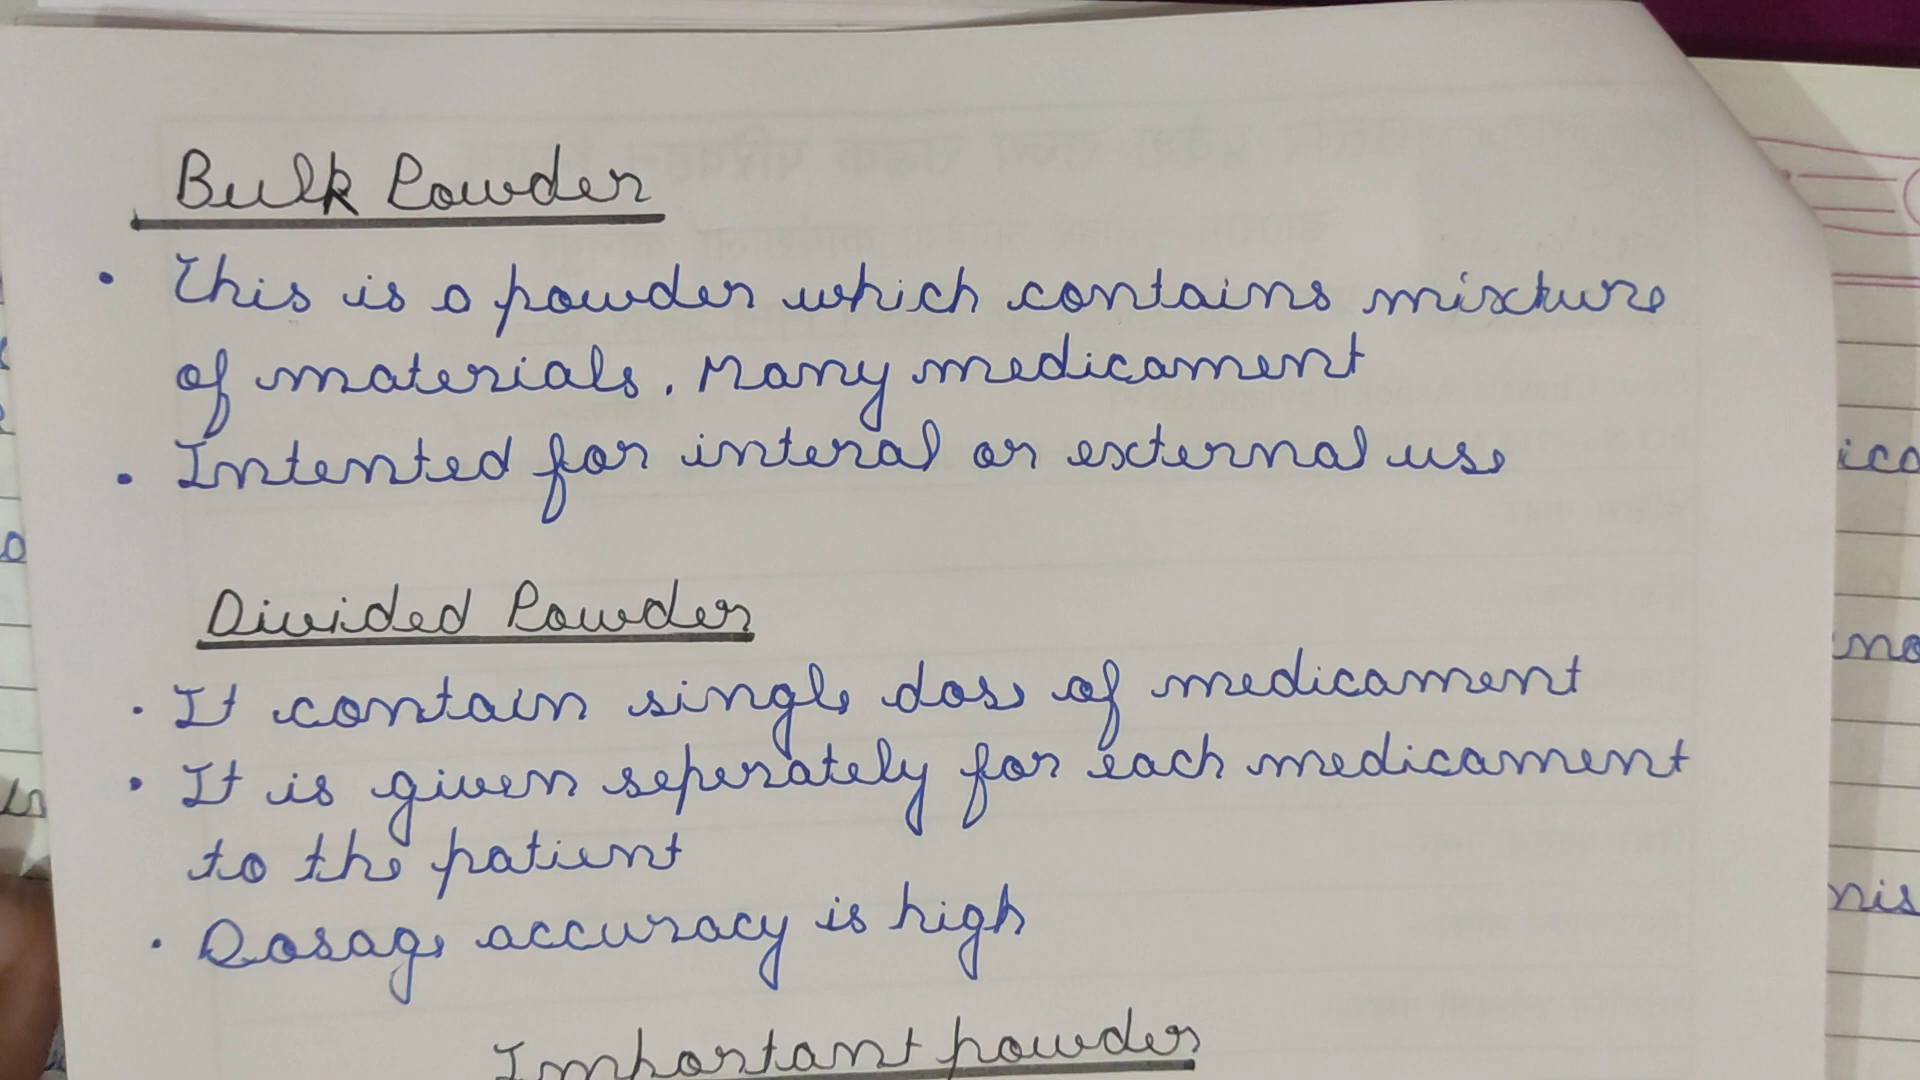 Bulk Powder
• This is a powder which contains mixture
of materials. Many medicament
• Intented for interal or external use
Divided Powder
• It contain single dose of medicament
• It is given seperately for each medicament
to the patient
• Dosage accuracy is high
Important powder